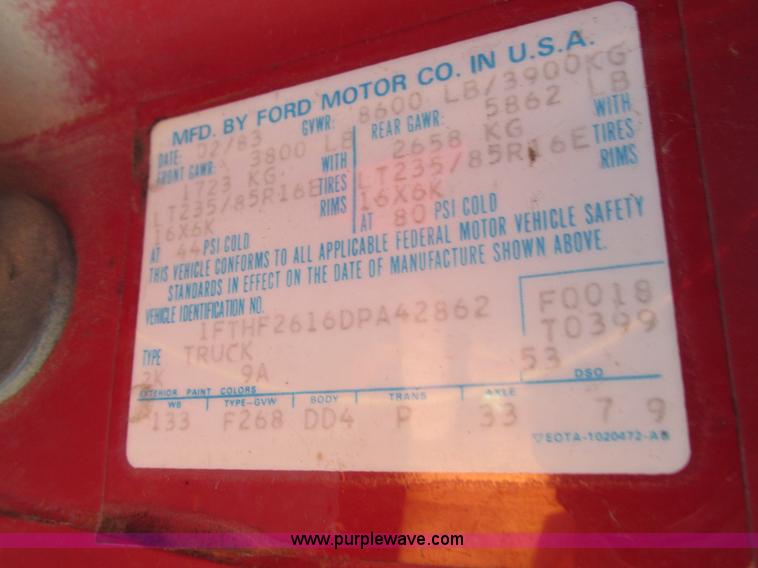 MFD. BY FORD MOTOR CO. IN U.S.A.
DATE: 02/83 GVWR: 8600 LB/3900KG
FRONT GAWR: 3800 LB REAR GAWR: 5862 LB
1723 KG WITH 2658 KG WITH
LT235/85R16E TIRES LT235/85R16E TIRES
16X6K RIMS 16X6K RIMS
AT 44 PSI COLD AT 80 PSI COLD
THIS VEHICLE CONFORMS TO ALL APPLICABLE FEDERAL MOTOR VEHICLE SAFETY
STANDARDS IN EFFECT ON THE DATE OF MANUFACTURE SHOWN ABOVE.
VEHICLE IDENTIFICATION NO. F0018
1FTHF2616DPA42862 T0399
TYPE TRUCK 53
2K 9A DSO
EXTERIOR PAINT COLORS
WB TYPE-GVW BODY TRANS AXLE
133 F268 DD4 P 33 7 9
▽EOTA-1020472-AB
www.purplewave.com